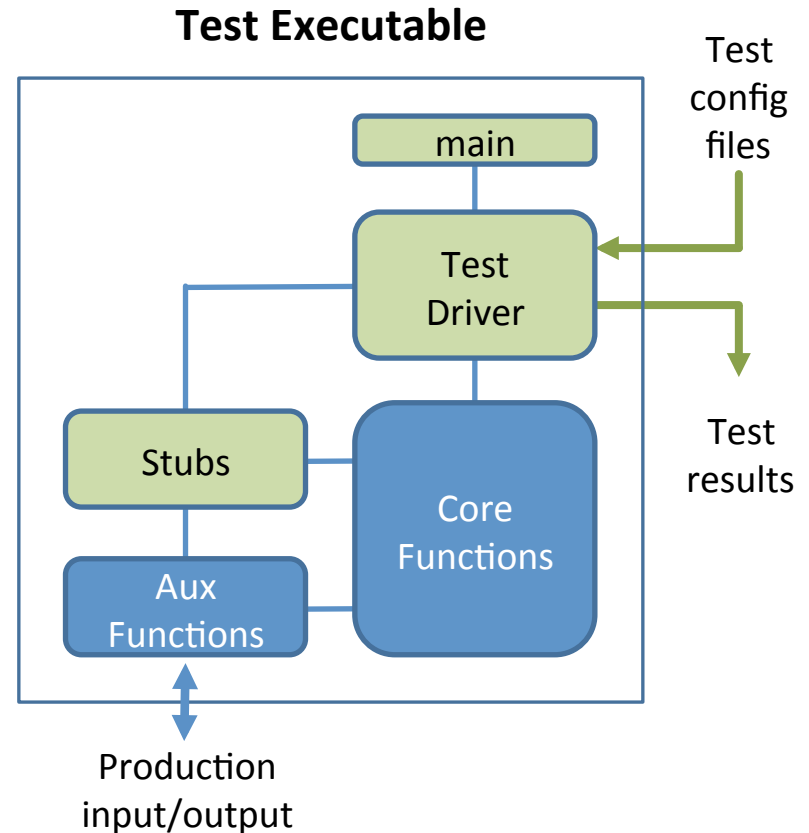 Test Executable
Test
config
files
main
Test
Driver
Stubs
Test
results
Core
Functions
Aux
Functions
Production
input/output